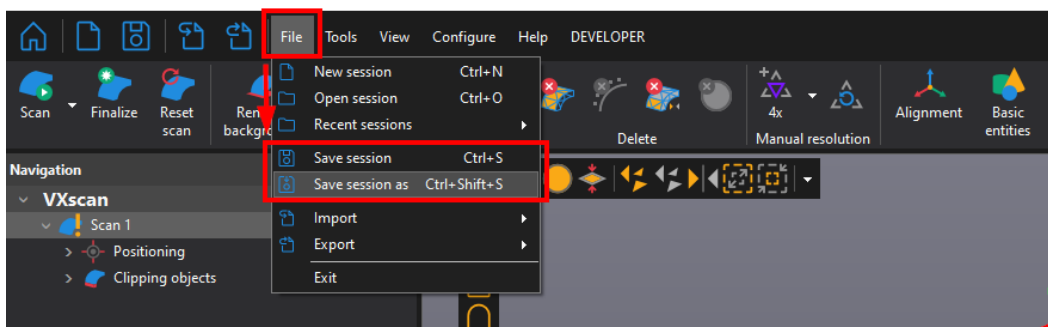 File Tools View Configure Help DEVELOPER
New session Ctrl+N
Open session Ctrl+O
Recent sessions
Save session Ctrl+S
Save session as Ctrl+Shift+S
Import
Export
Exit
Scan
Finalize
Reset
scan
Delete
4x
Manual resolution
Alignment
Basic
entities
Navigation
VXscan
Scan 1
Positioning
Clipping objects